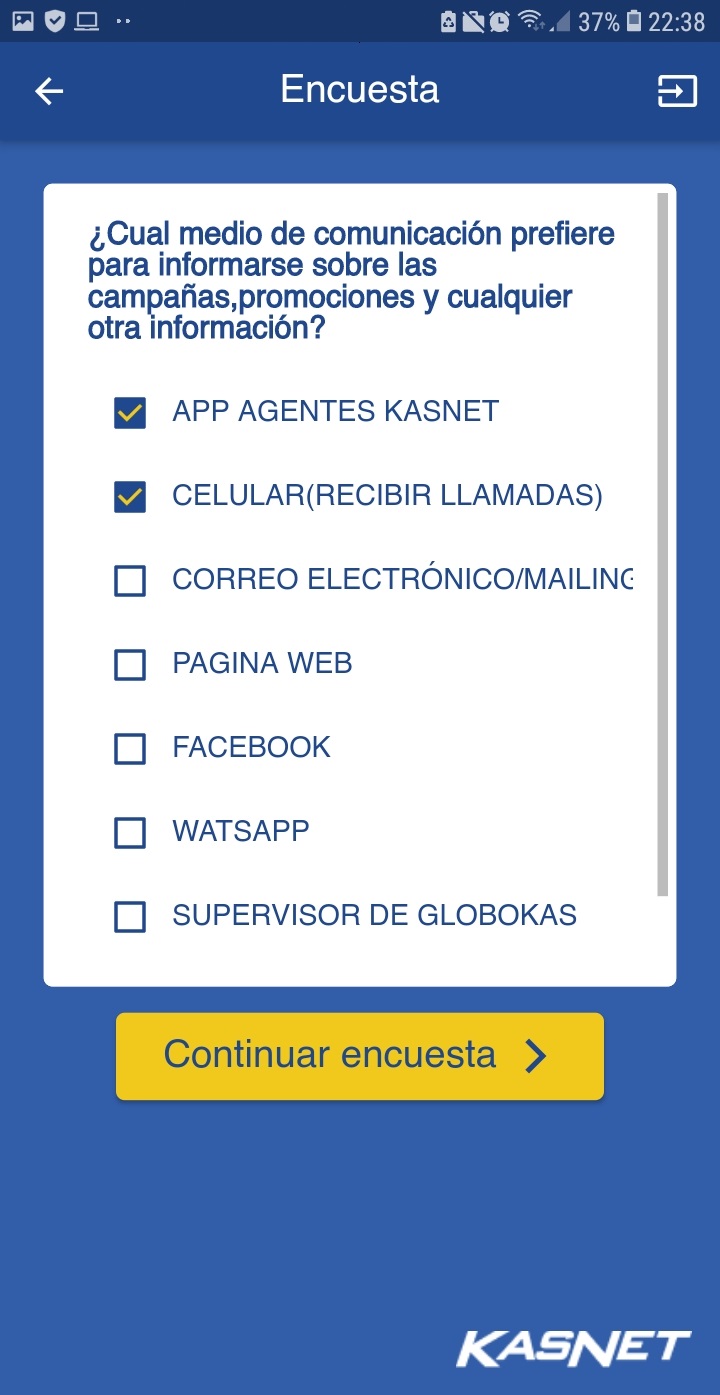 37% 22:38
Encuesta
¿Cual medio de comunicación prefiere
para informarse sobre las
campañas,promociones y cualquier
otra información?
APP AGENTES KASNET
CELULAR(RECIBIR LLAMADAS)
CORREO ELECTRÓNICO/MAILING
PAGINA WEB
FACEBOOK
WATSAPP
SUPERVISOR DE GLOBOKAS
Continuar encuesta
KASNET